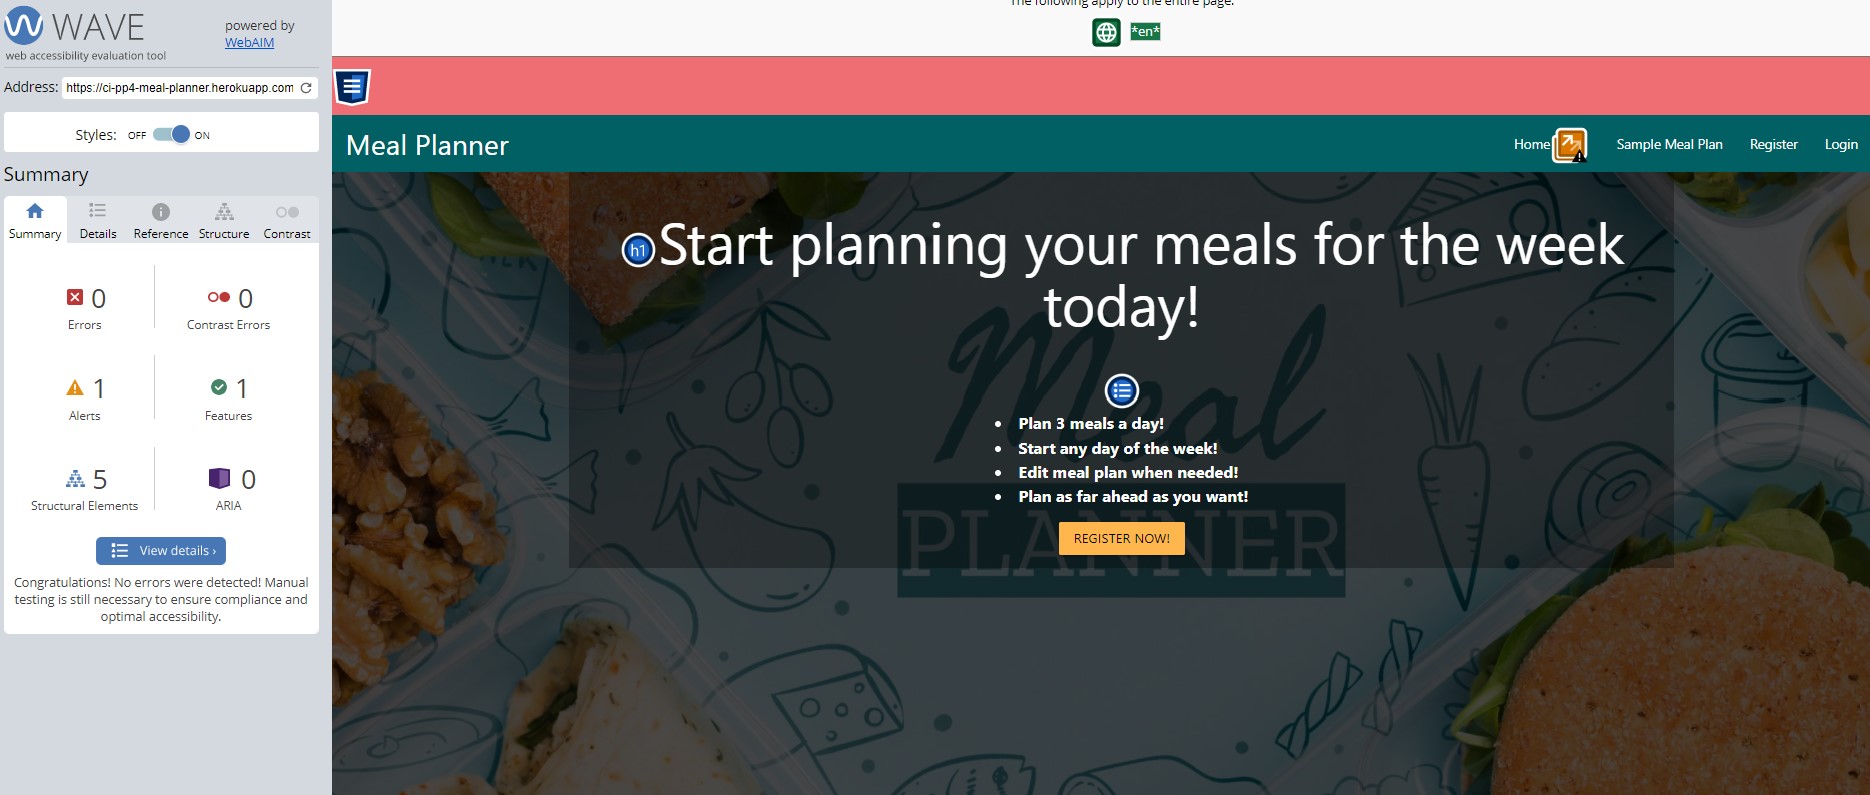 WAVE
powered by
WebAIM
web accessibility evaluation tool
Address: https://ci-pp4-meal-planner.herokuapp.com
Styles: OFF ON
Summary
Summary Details Reference Structure Contrast
0 0
Errors Contrast Errors
1 1
Alerts Features
5 0
Structural Elements ARIA
View details ›
Congratulations! No errors were detected! Manual
testing is still necessary to ensure compliance and
optimal accessibility.
The following apply to the entire page:
*en*
Meal Planner Home Sample Meal Plan Register Login
h1 Start planning your meals for the week
today!
Meal
• Plan 3 meals a day!
• Start any day of the week!
• Edit meal plan when needed!
• Plan as far ahead as you want!
PLANNER
REGISTER NOW!
MILK